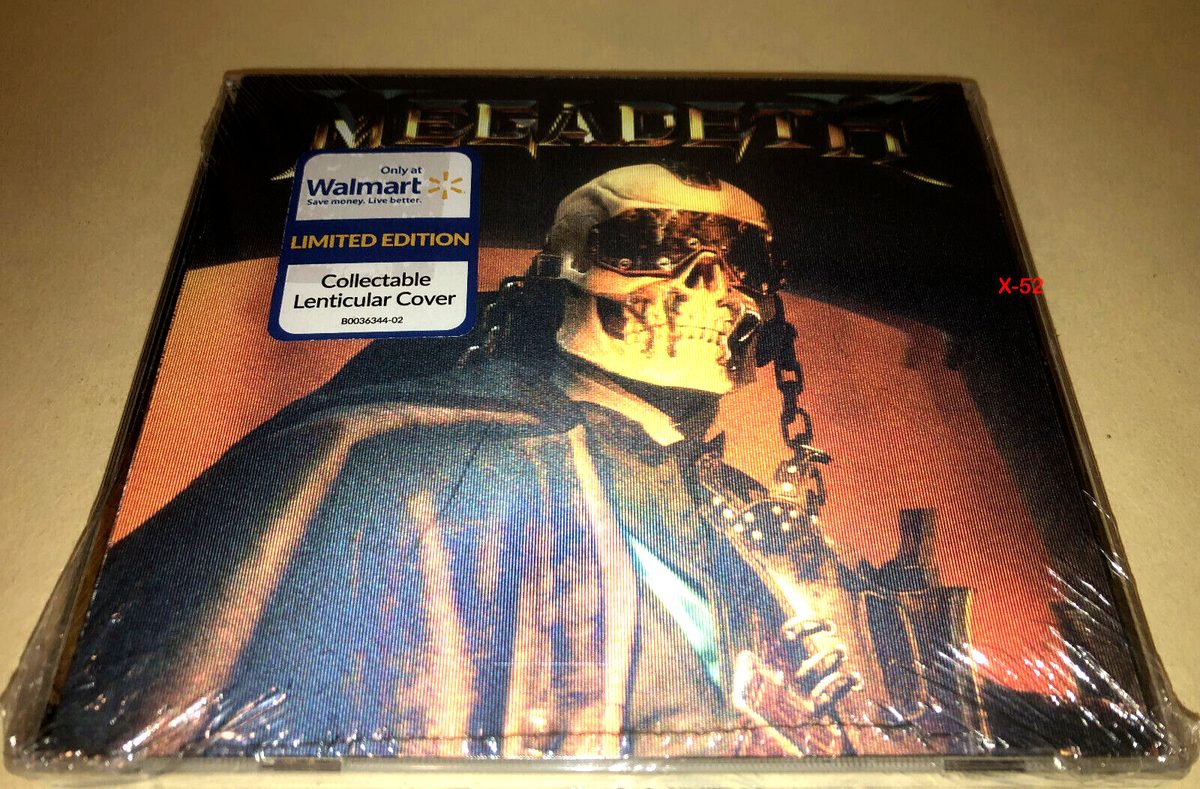 MEGADETH
Only at
Walmart
Save money. Live better.
LIMITED EDITION
Collectable
Lenticular Cover
B0036344-02
X-52